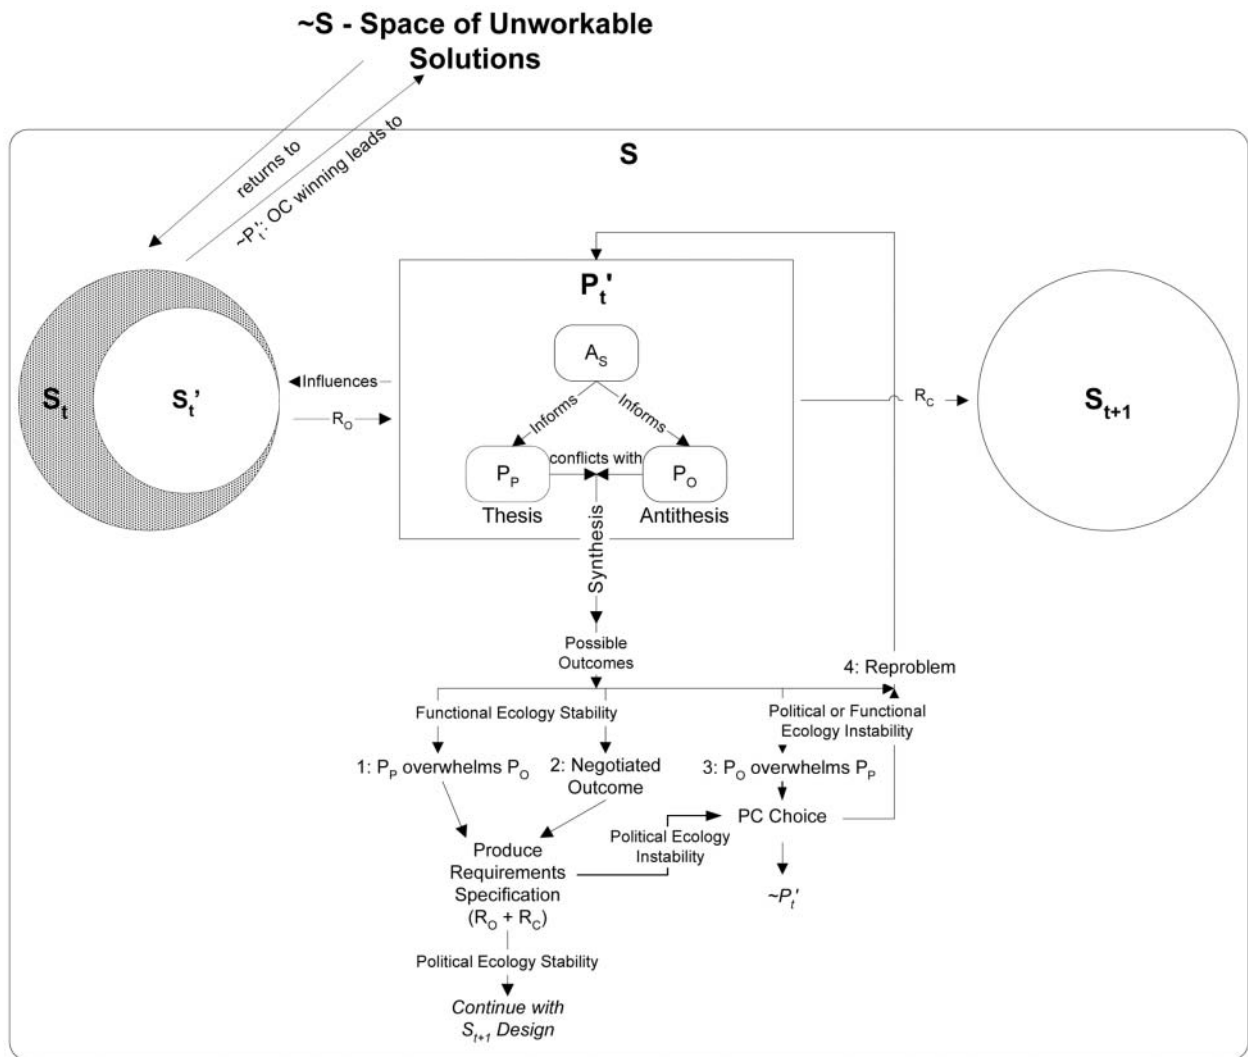 ~S - Space of Unworkable
Solutions
returns to
~Pt': OC winning leads to
S
St
St'
Influences
RO
Pt'
AS
Informs
Informs
PP
conflicts with
PO
Thesis
Antithesis
RC
St+1
Synthesis
Possible
Outcomes
4: Reproblem
Functional Ecology Stability
Political or Functional
Ecology Instability
1: PP overwhelms PO
2: Negotiated
Outcome
3: PO overwhelms PP
PC Choice
Political Ecology
Instability
Produce
Requirements
Specification
(RO + RC)
~Pt'
Political Ecology Stability
Continue with
St+1 Design